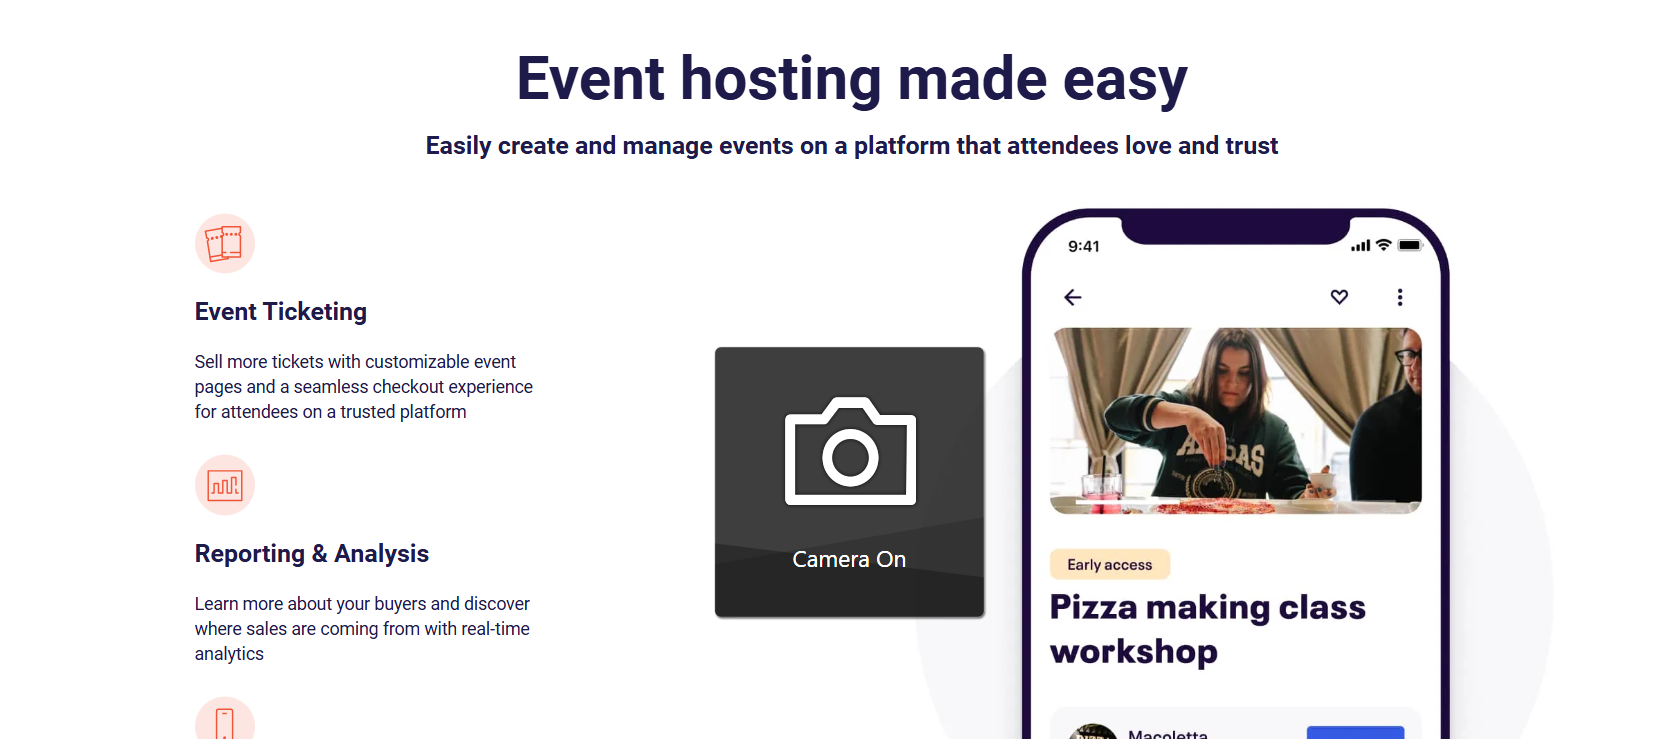 Event hosting made easy
Easily create and manage events on a platform that attendees love and trust
Event Ticketing
Sell more tickets with customizable event
pages and a seamless checkout experience
for attendees on a trusted platform
Reporting & Analysis
Learn more about your buyers and discover
where sales are coming from with real-time
analytics
Camera On
9:41
Early access
Pizza making class
workshop
Macoletta